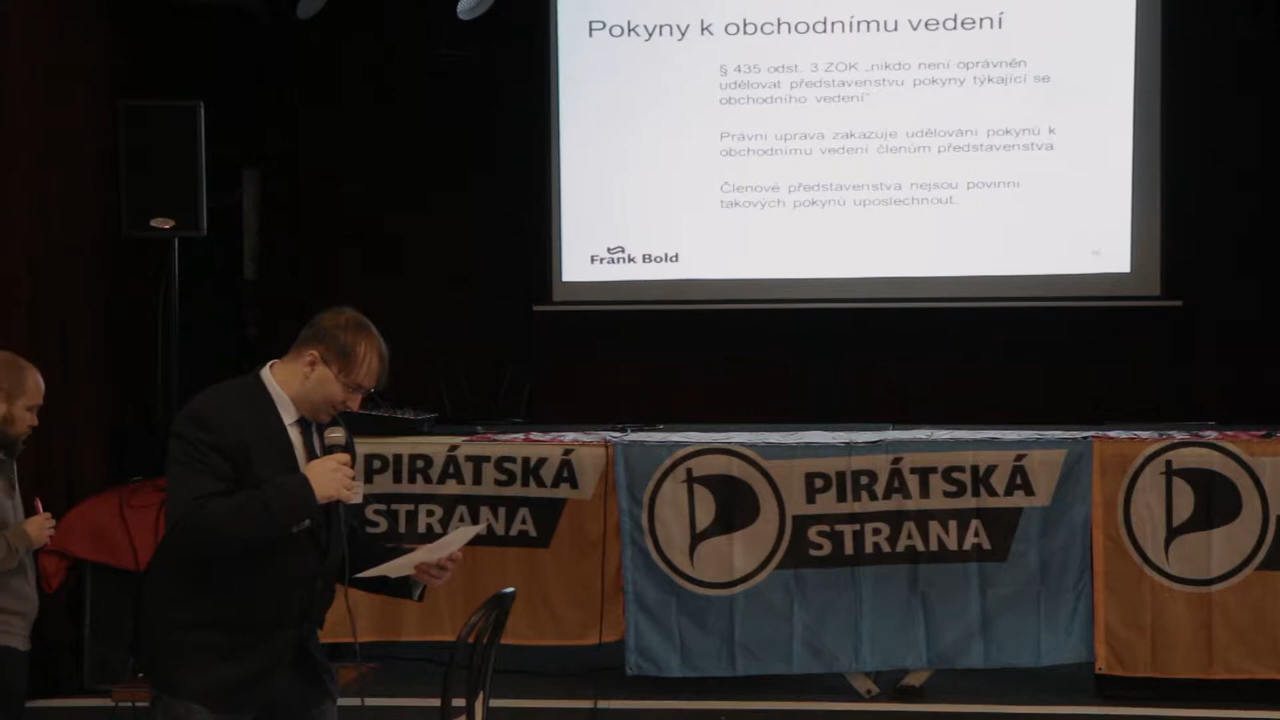 Pokyny k obchodnímu vedení
§ 435 odst. 3 ZOK „nikdo není oprávněn
udělovat představenstvu pokyny týkající se
obchodního vedení“
Právní úprava zakazuje udělování pokynů k
obchodnímu vedení členům představenstva
Členové představenstva nejsou povinni
takových pokynů uposlechnout.
Frank Bold
PIRÁTSKÁ
STRANA
PIRÁTSKÁ
STRANA